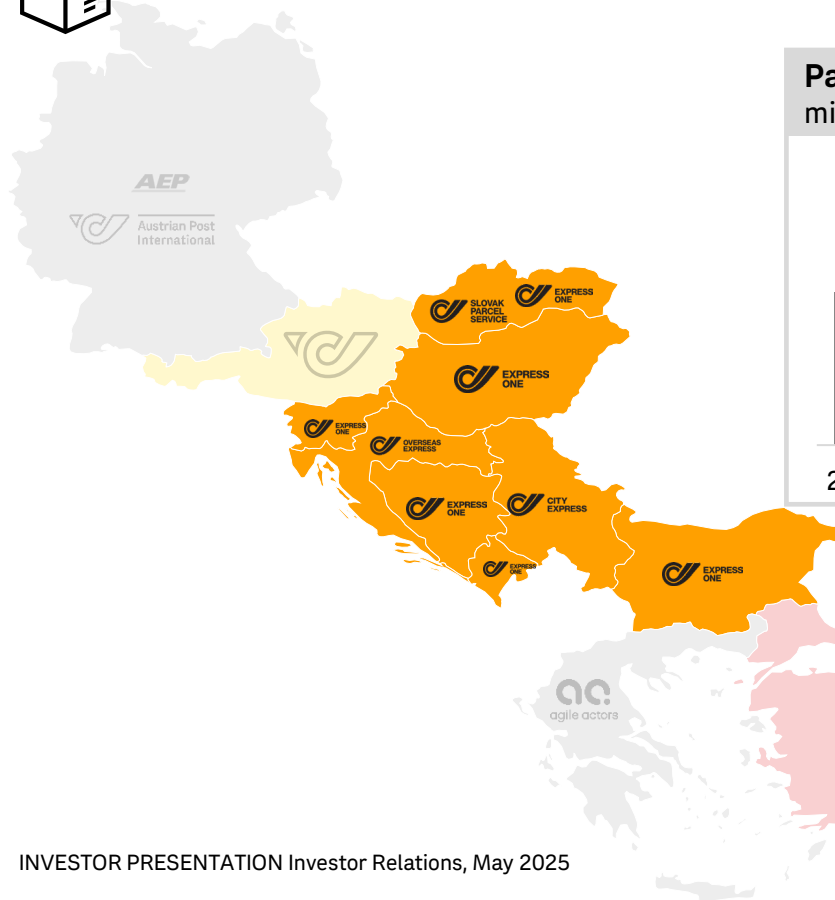 Pa
mi
AEP
Austrian Post
International
SLOVAK
PARCEL
SERVICE
EXPRESS
ONE
EXPRESS
ONE
EXPRESS
ONE
OVERSEAS
EXPRESS
EXPRESS
ONE
CITY
EXPRESS
EXPRESS
ONE
EXPRESS
ONE
2
aa
agile actors
INVESTOR PRESENTATION Investor Relations, May 2025